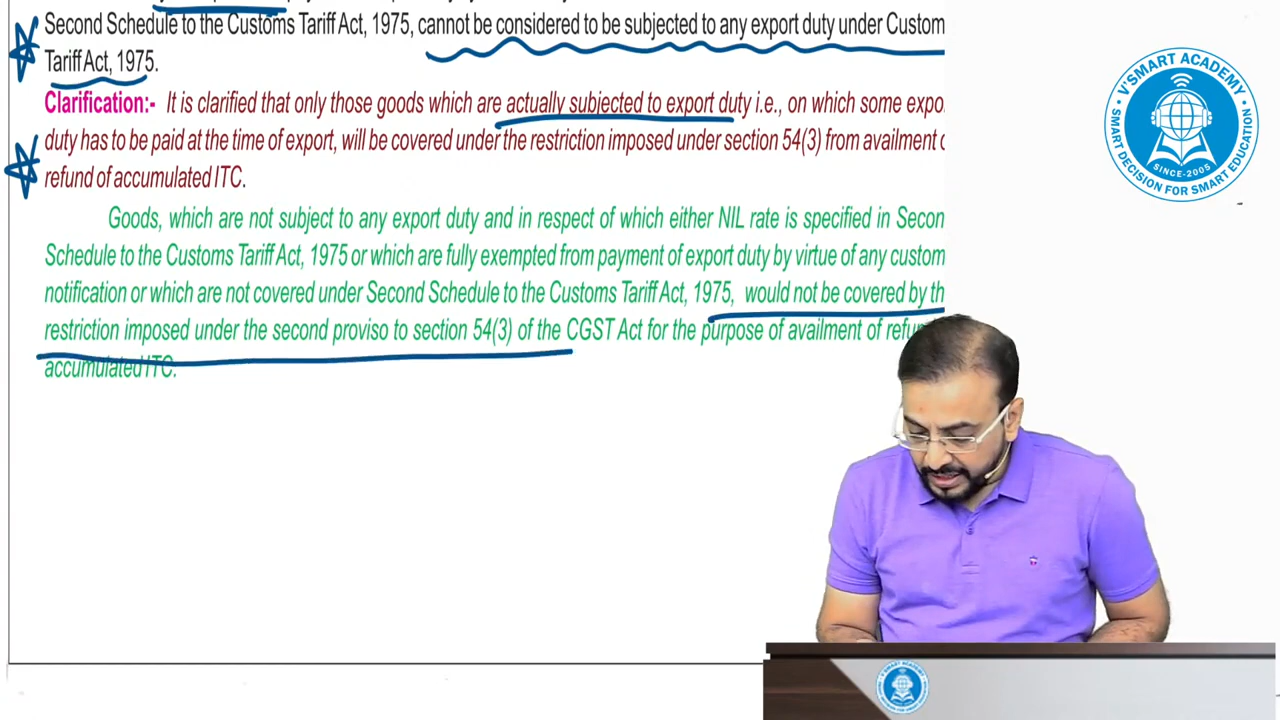 Second Schedule to the Customs Tariff Act, 1975, cannot be considered to be subjected to any export duty under Custom
Tariff Act, 1975.
Clarification:- It is clarified that only those goods which are actually subjected to export duty i.e., on which some expo
duty has to be paid at the time of export, will be covered under the restriction imposed under section 54(3) from availment
refund of accumulated ITC.
Goods, which are not subject to any export duty and in respect of which either NIL rate is specified in Secon
Schedule to the Customs Tariff Act, 1975 or which are fully exempted from payment of export duty by virtue of any custom
notification or which are not covered under Second Schedule to the Customs Tariff Act, 1975, would not be covered by th
restriction imposed under the second proviso to section 54(3) of the CGST Act for the purpose of availment of refu
accumulated ITC.
V'SMART ACADEMY
SINCE-2005
SMART DECISION FOR SMART EDUCATION
V'SMART ACADEMY